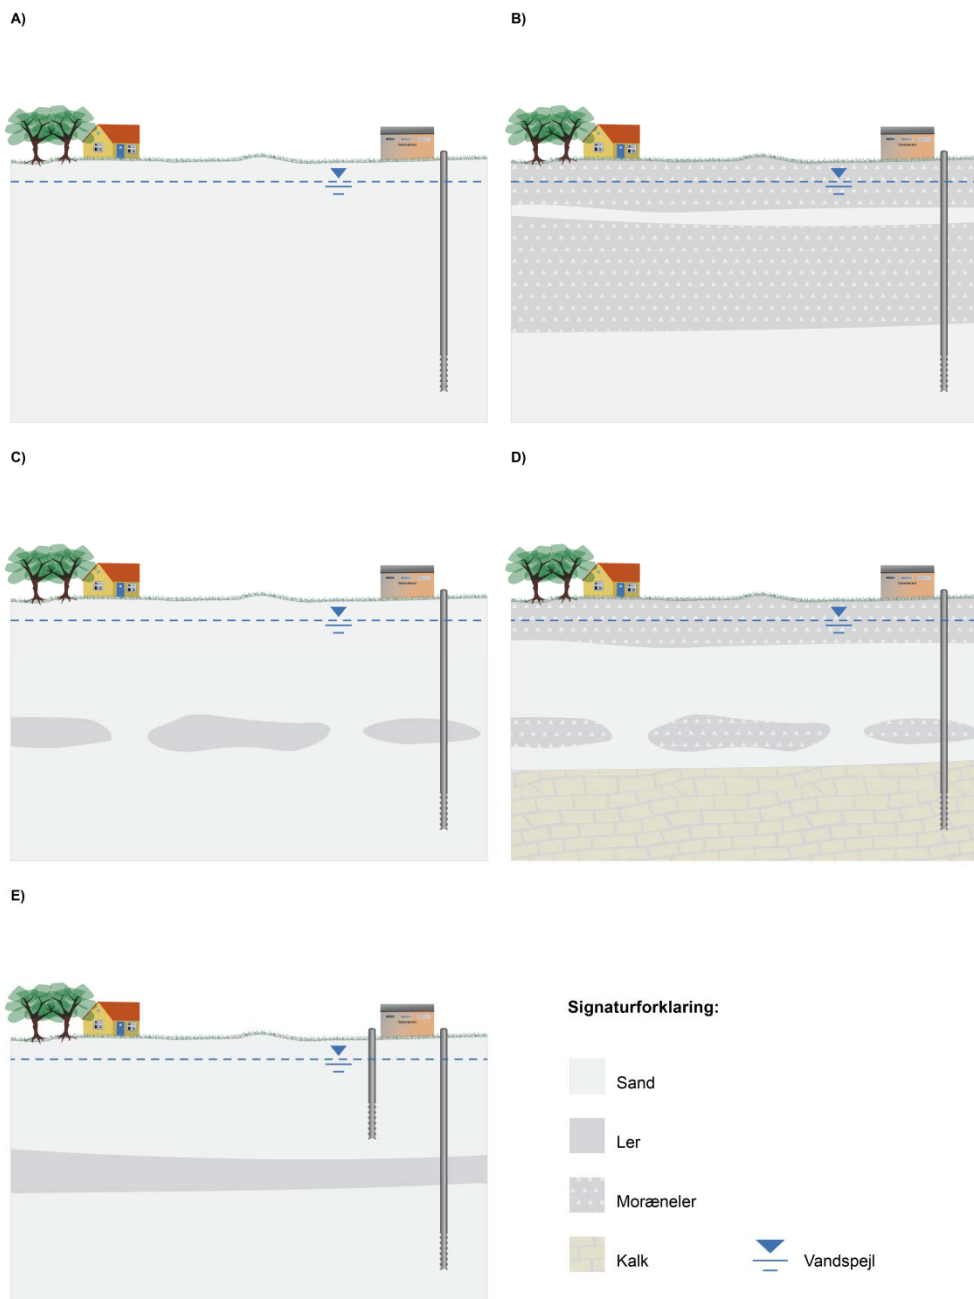 A)
B)
C)
D)
E)
Signaturforklaring:
Sand
Ler
Moræneler
Kalk
Vandspejl